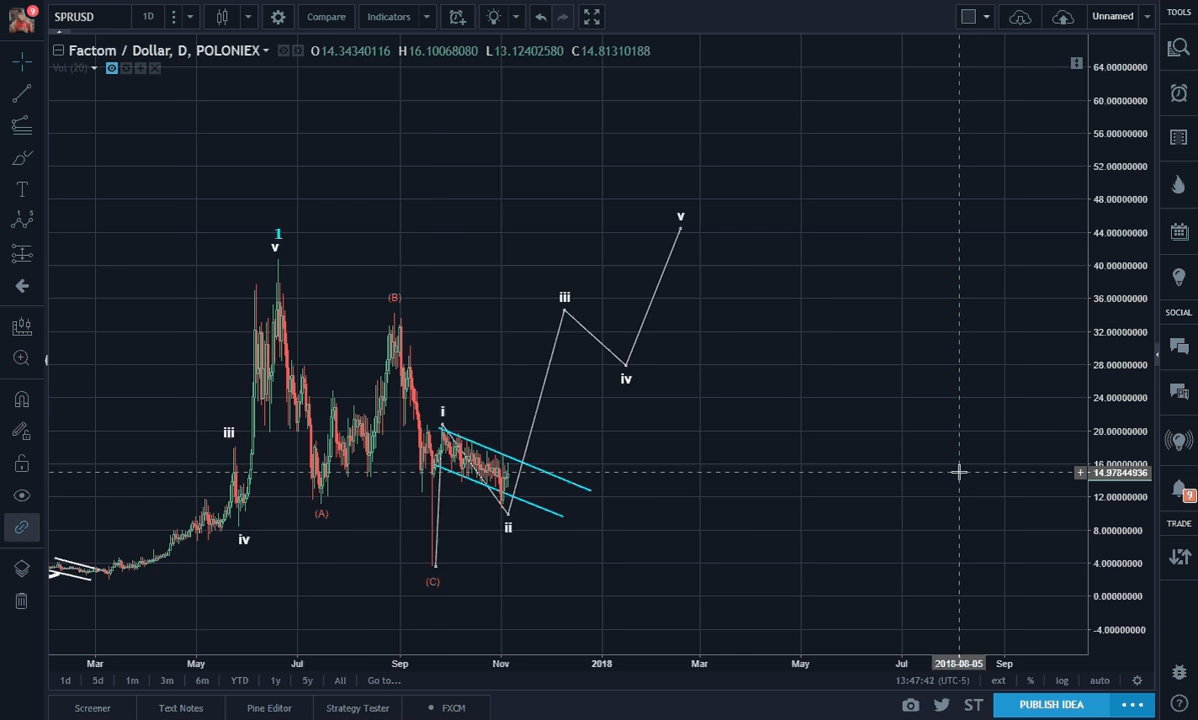 9
SPRUSD
1D
Compare
Indicators
Unnamed
TOOLS
Factom / Dollar, D, POLONIEX
O14.34340116 H16.10068080 L13.12402580 C14.81310188
Vol (20)
64.00000000
60.00000000
56.00000000
52.00000000
48.00000000
44.00000000
40.00000000
36.00000000
32.00000000
28.00000000
24.00000000
20.00000000
16.00000000
14.97844936
12.00000000
8.00000000
4.00000000
0.00000000
-4.00000000
1
v
v
(B)
iii
iv
i
iii
(A)
ii
iv
(C)
SOCIAL
9
TRADE
Mar
May
Jul
Sep
Nov
2018
Mar
May
Jul
2018-08-05
Sep
1d 5d 1m 3m 6m YTD 1y 5y All Go to...
13:47:42 (UTC-5) ext % log auto
Screener
Text Notes
Pine Editor
Strategy Tester
FXCM
ST
PUBLISH IDEA